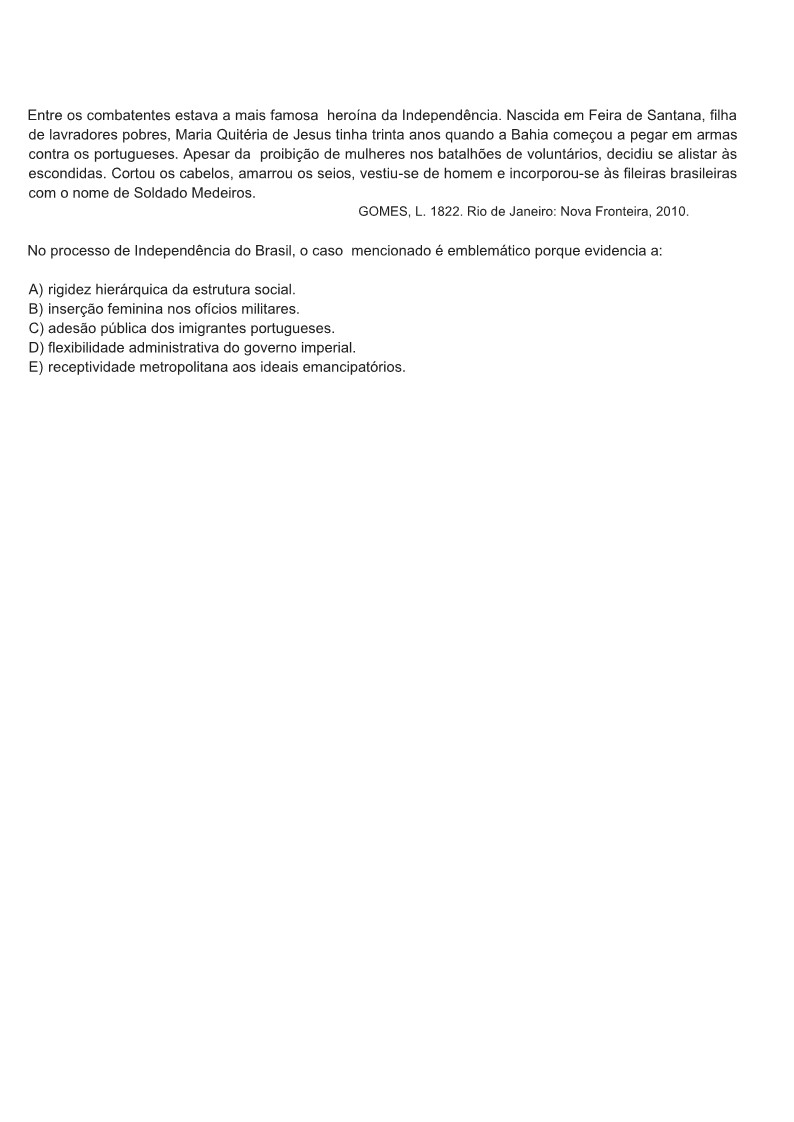 Entre os combatentes estava a mais famosa  heroína da Independência. Nascida em Feira de Santana, filha
de lavradores pobres, Maria Quitéria de Jesus tinha trinta anos quando a Bahia começou a pegar em armas
contra os portugueses. Apesar da  proibição de mulheres nos batalhões de voluntários, decidiu se alistar às
escondidas. Cortou os cabelos, amarrou os seios, vestiu-se de homem e incorporou-se às fileiras brasileiras
com o nome de Soldado Medeiros.
GOMES, L. 1822. Rio de Janeiro: Nova Fronteira, 2010.
No processo de Independência do Brasil, o caso  mencionado é emblemático porque evidencia a:
A) rigidez hierárquica da estrutura social.
B) inserção feminina nos ofícios militares.
C) adesão pública dos imigrantes portugueses.
D) flexibilidade administrativa do governo imperial.
E) receptividade metropolitana aos ideais emancipatórios.